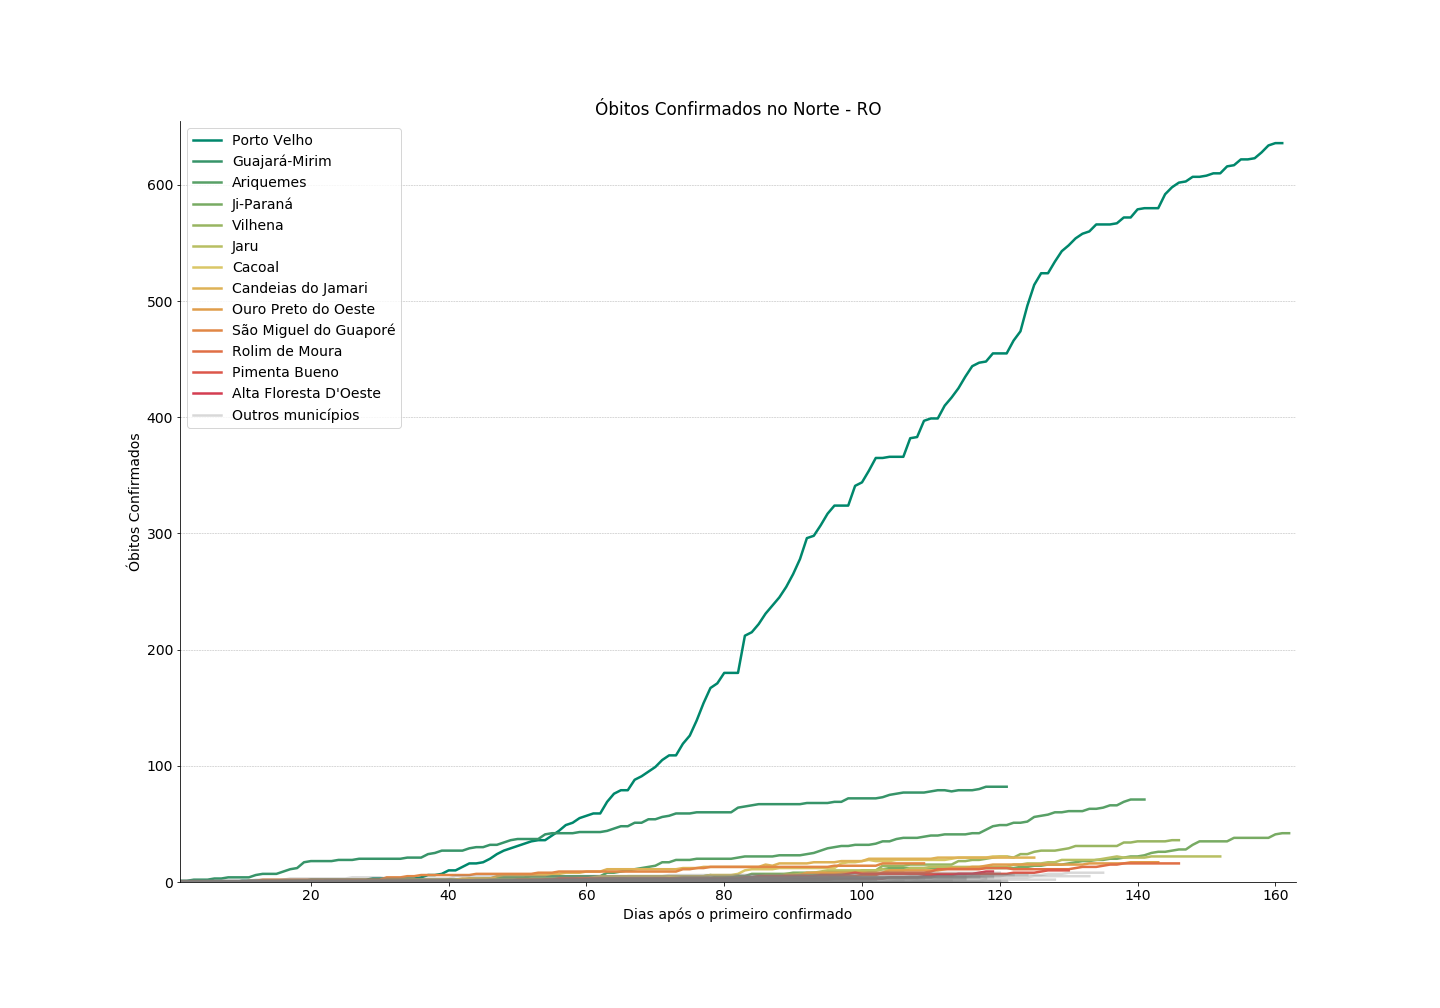 Óbitos Confirmados no Norte - RO
Porto Velho
Guajará-Mirim
Ariquemes
Ji-Paraná
Vilhena
Jaru
Cacoal
Candeias do Jamari
Ouro Preto do Oeste
São Miguel do Guaporé
Rolim de Moura
Pimenta Bueno
Alta Floresta D'Oeste
Outros municípios
600
500
400
300
200
100
0
Óbitos Confirmados
20 40 60 80 100 120 140 160
Dias após o primeiro confirmado